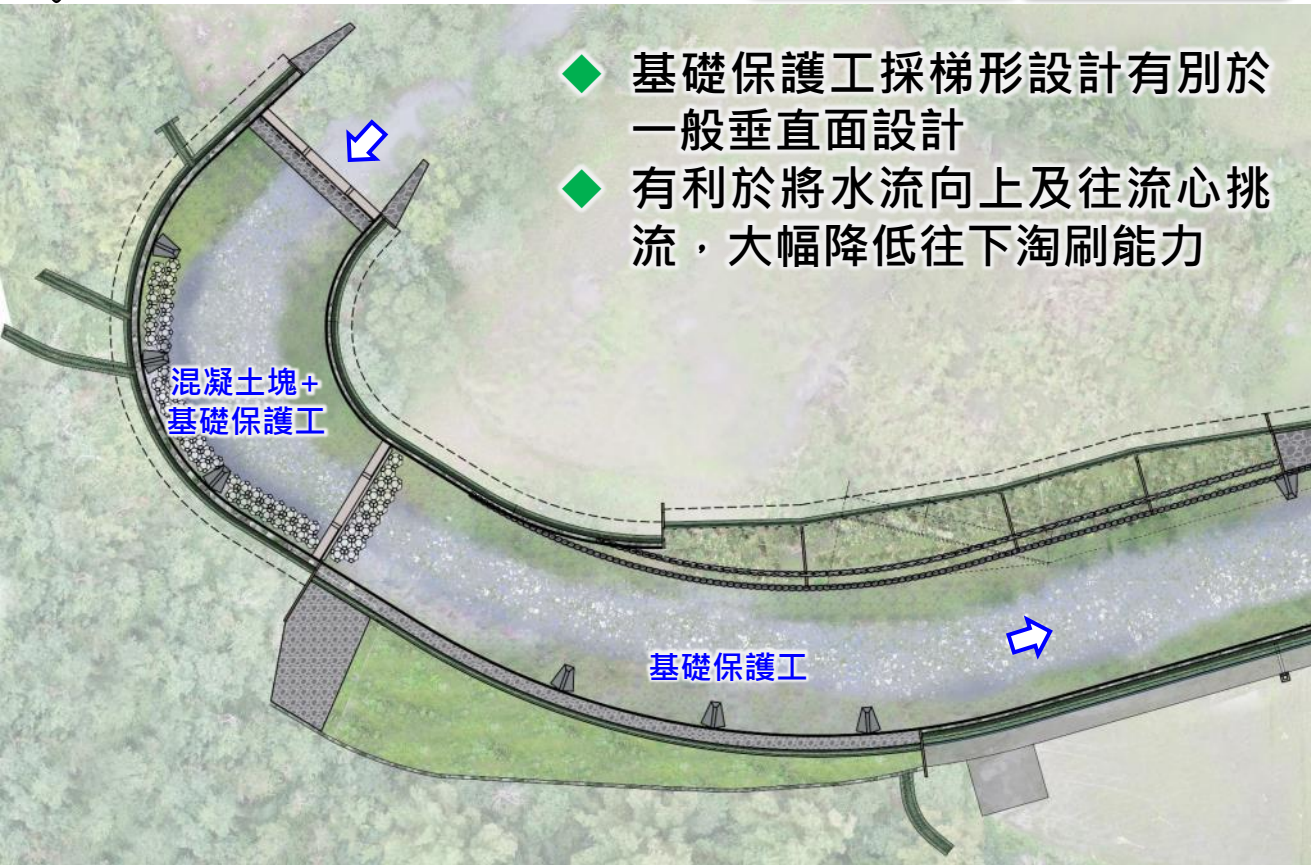 基礎保護工採梯形設計有別於
一般垂直面設計
有利於將水流向上及往流心挑
流，大幅降低往下淘刷能力
混凝土塊+
基礎保護工
基礎保護工